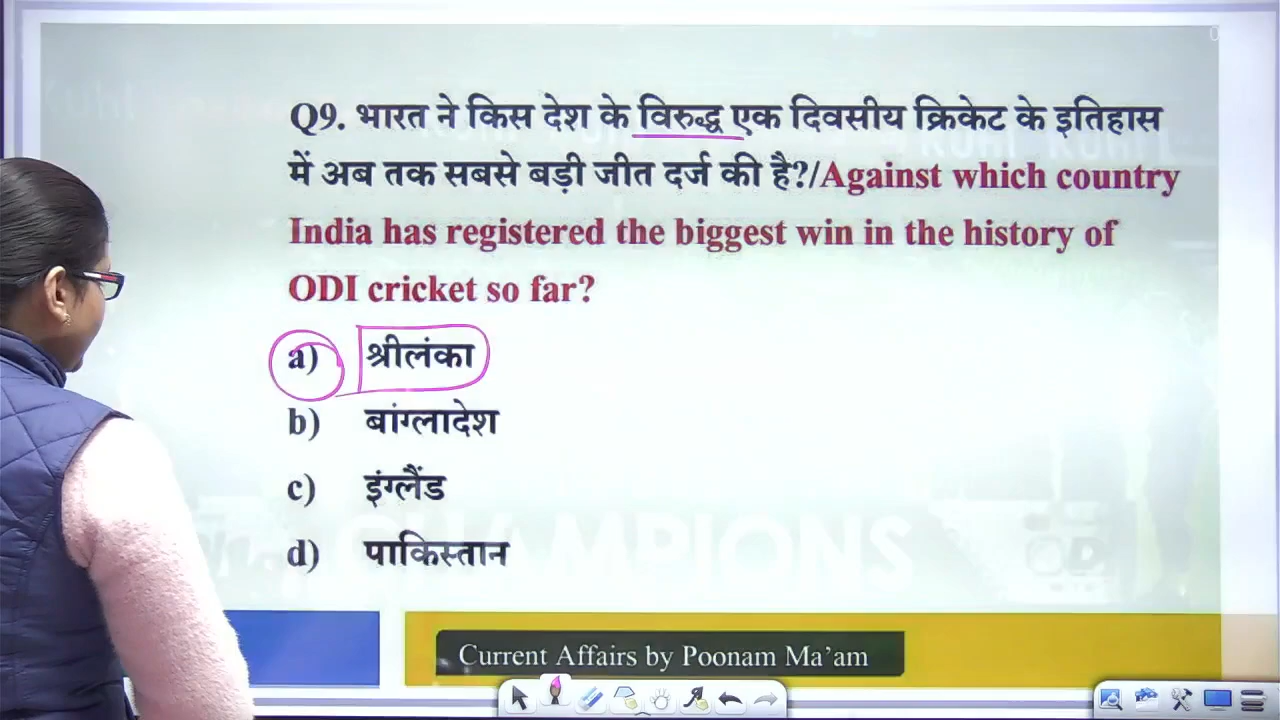 Q9. भारत ने किस देश के विरुद्ध एक दिवसीय क्रिकेट के इतिहास
में अब तक सबसे बड़ी जीत दर्ज की है?/Against which country
India has registered the biggest win in the history of
ODI cricket so far?
a) श्रीलंका
b) बांग्लादेश
c) इंग्लैंड
d) पाकिस्तान
CHAMPIONS
Current Affairs by Poonam Ma'am